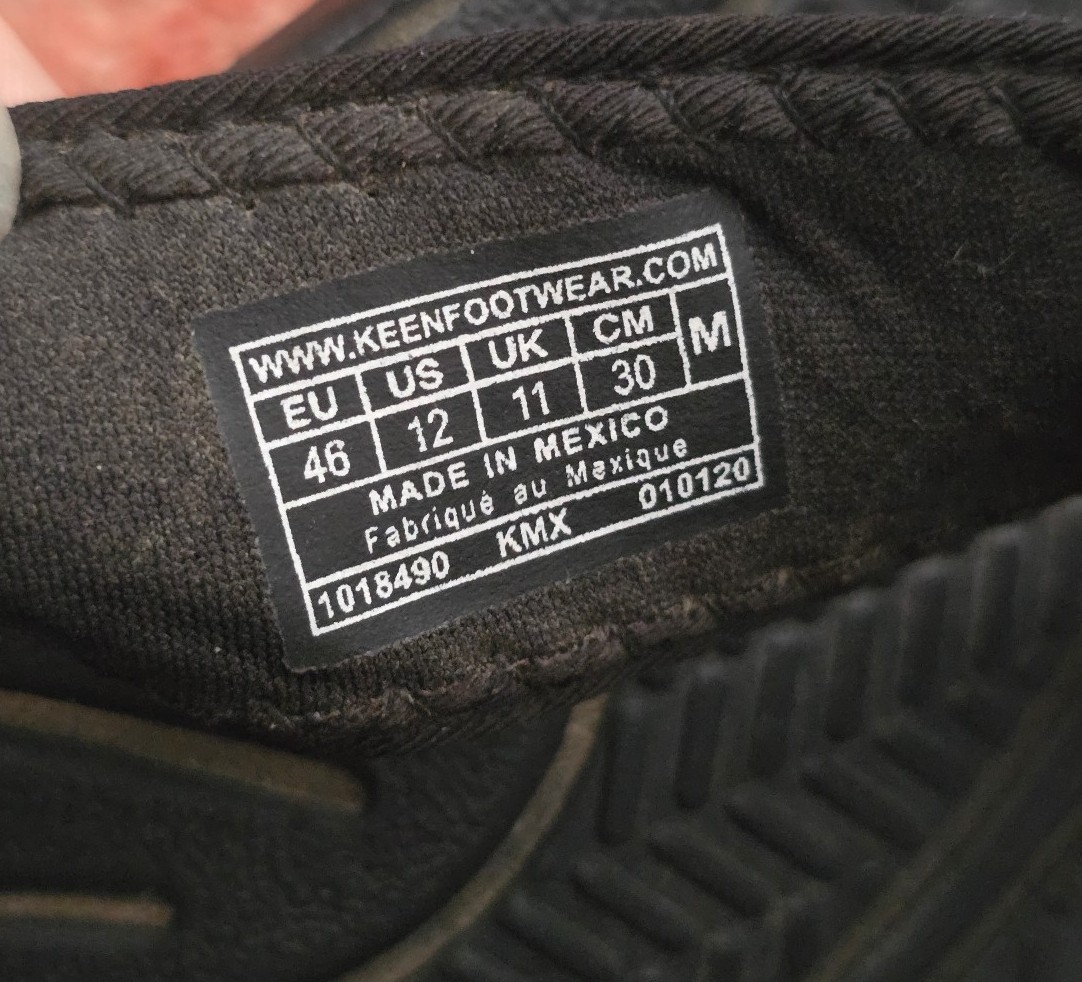 WWW.KEENFOOTWEAR.COM
EU US UK CM M
46 12 11 30
MADE IN MEXICO
Fabriqué au Mexique
1018490 KMX 010120